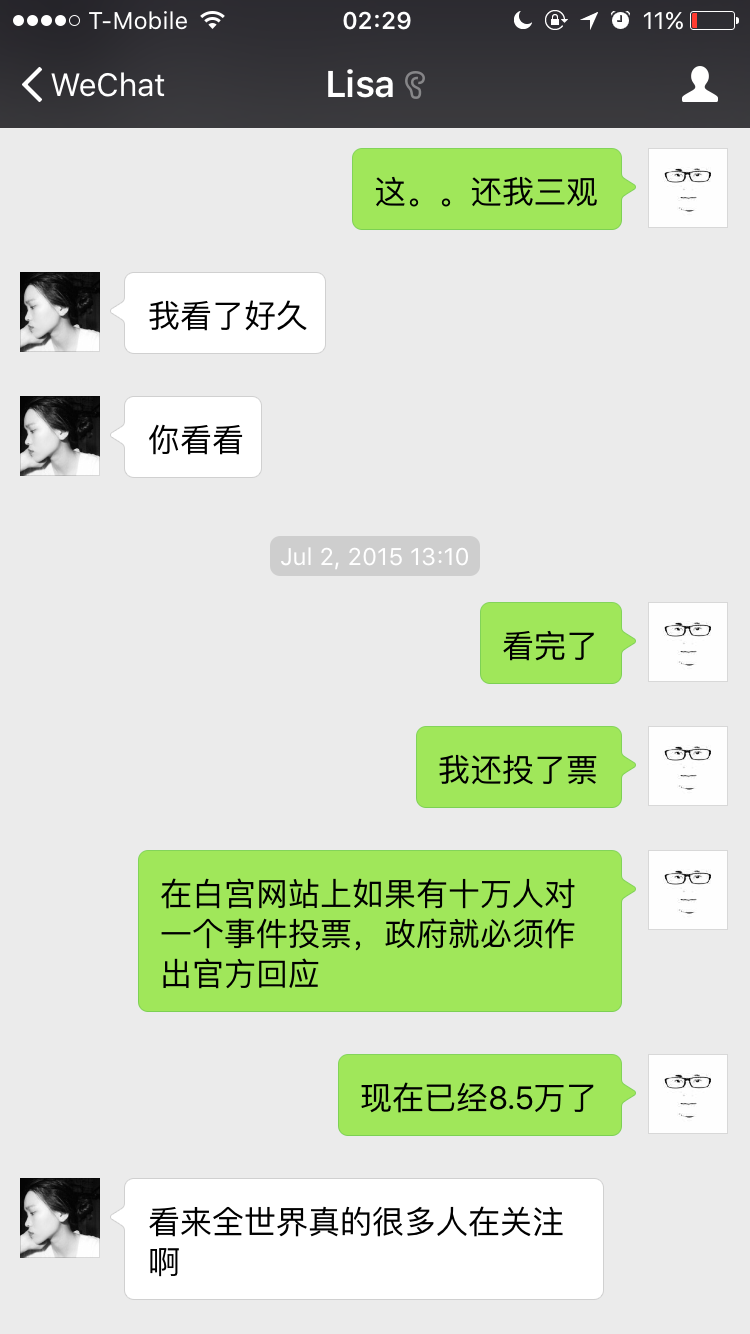 T-Mobile 02:29 11%
WeChat Lisa
这。。还我三观
我看了好久
你看看
Jul 2, 2015 13:10
看完了
我还投了票
在白宫网站上如果有十万人对
一个事件投票，政府就必须作
出官方回应
现在已经8.5万了
看来全世界真的很多人在关注
啊